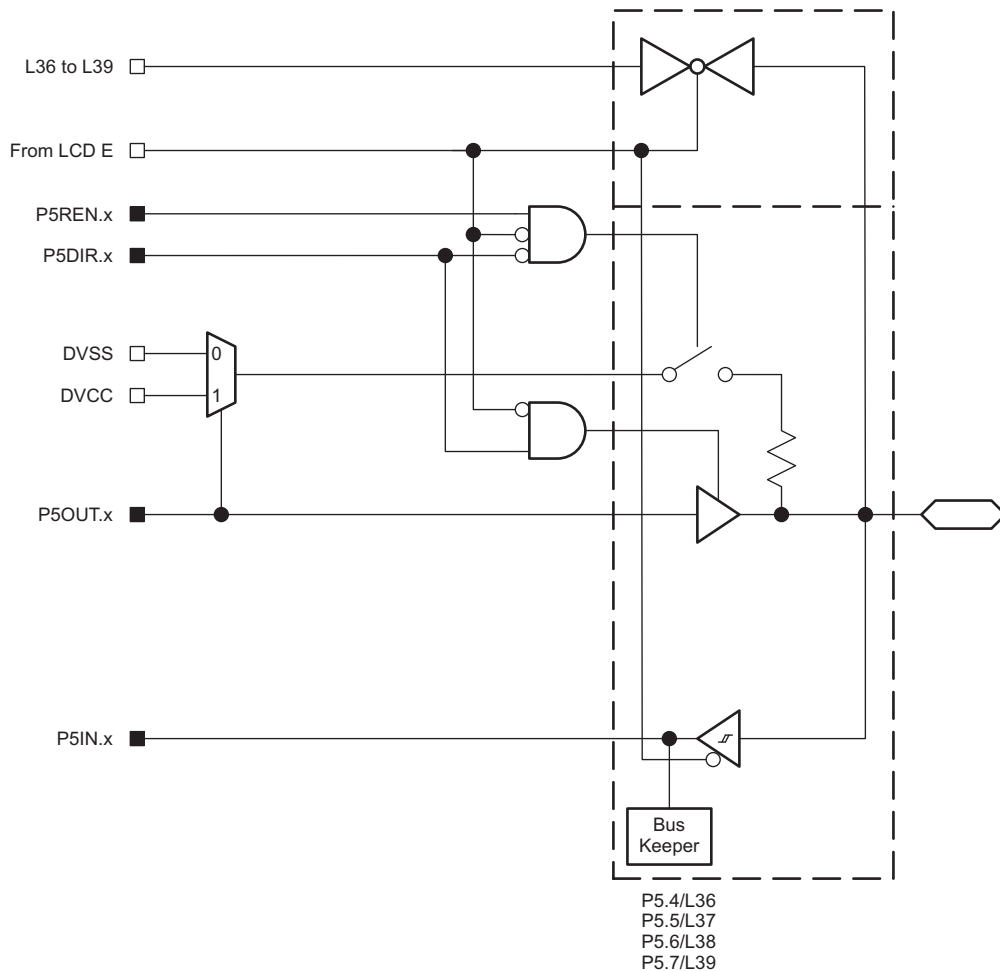 L36 to L39
From LCD E
P5REN.x
P5DIR.x
DVSS
0
DVCC
1
P5OUT.x
P5IN.x
Bus
Keeper
P5.4/L36
P5.5/L37
P5.6/L38
P5.7/L39